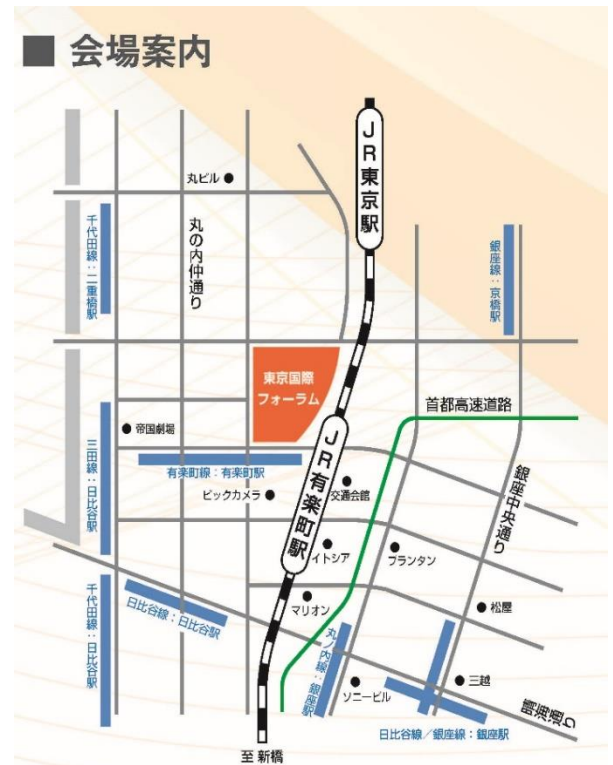 ■ 会場案内
JR東京駅
丸ビル
千代田線：二重橋駅
丸の内仲通り
銀座線：京橋駅
東京国際
フォーラム
首都高速道路
帝国劇場
三田線：日比谷駅
有楽町線：有楽町駅
ビックカメラ
JR有楽町駅
交通会館
銀座中央通り
イトシア
プランタン
千代田線：日比谷駅
日比谷線：日比谷駅
マリオン
松屋
丸ノ内線：銀座駅
ソニービル
三越
晴海通り
日比谷線／銀座線：銀座駅
至 新橋